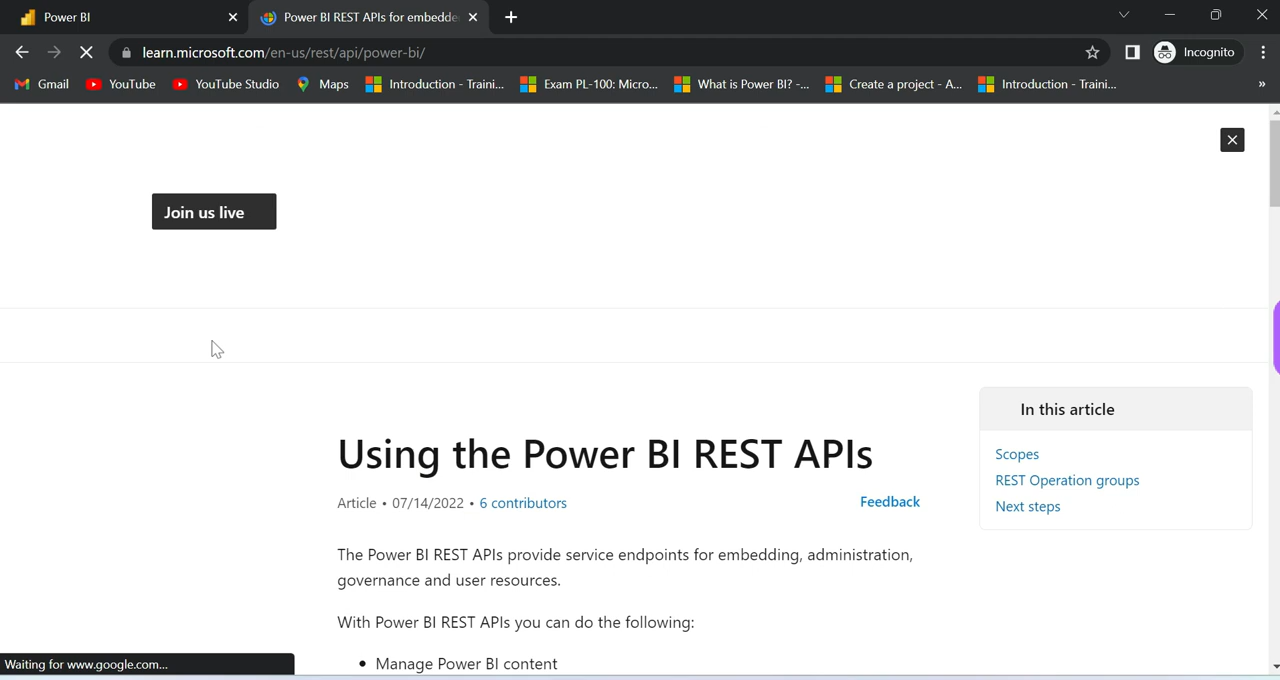 Power BI
Power BI REST APIs for embedde
learn.microsoft.com/en-us/rest/api/power-bi/
Incognito
Gmail
YouTube
YouTube Studio
Maps
Introduction - Traini...
Exam PL-100: Micro...
What is Power BI? -...
Create a project - A...
Introduction - Traini...
»
Join us live
In this article
Scopes
REST Operation groups
Next steps
Using the Power BI REST APIs
Article • 07/14/2022 • 6 contributors
Feedback
The Power BI REST APIs provide service endpoints for embedding, administration,
governance and user resources.
With Power BI REST APIs you can do the following:
• Manage Power BI content
Waiting for www.google.com...